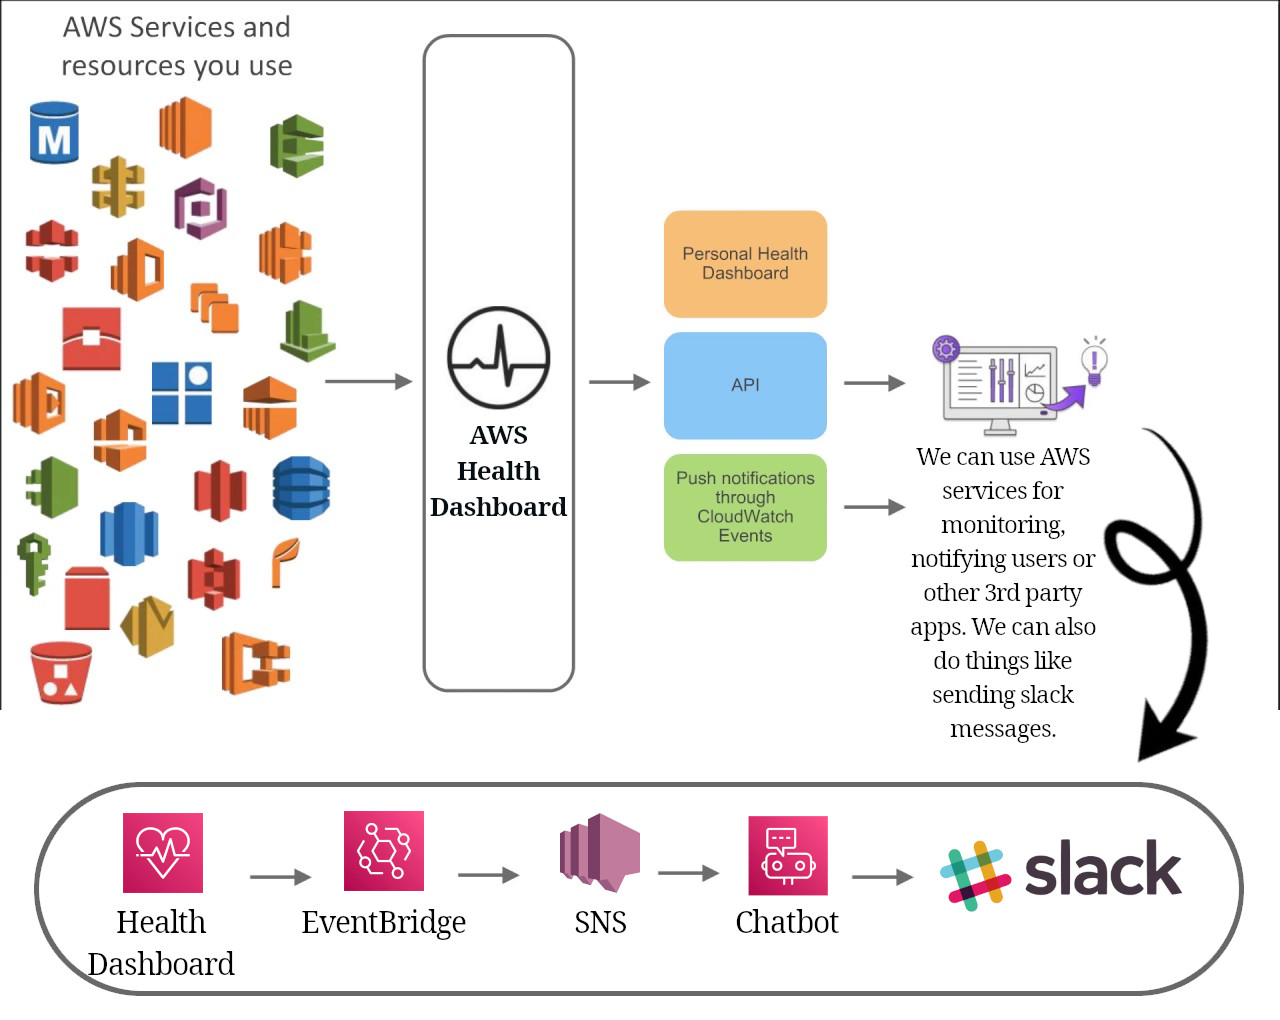 AWS Services and
resources you use
M
AWS
Health
Dashboard
Personal Health
Dashboard
API
Push notifications
through
CloudWatch
Events
We can use AWS
services for
monitoring,
notifying users or
other 3rd party
apps. We can also
do things like
sending slack
messages.
Health
Dashboard
EventBridge
SNS
Chatbot
slack